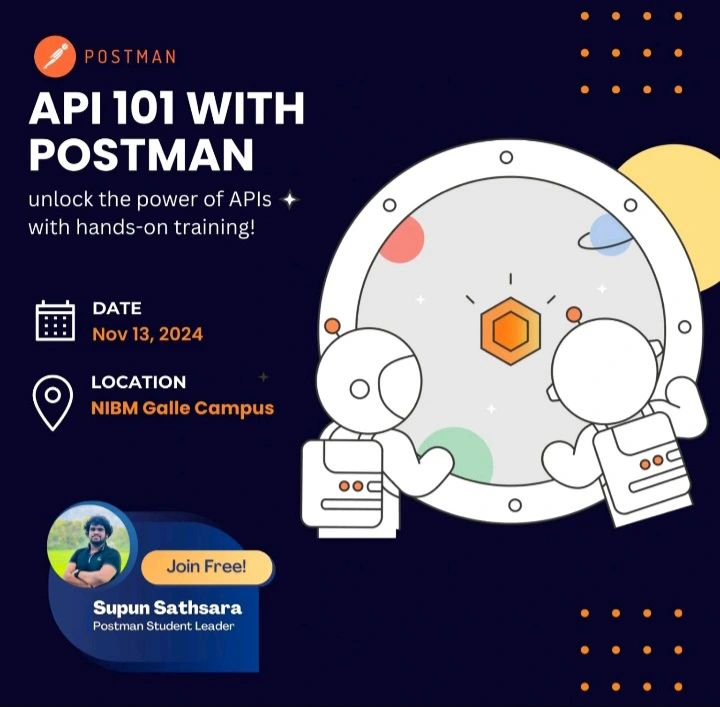 POSTMAN
API 101 WITH
POSTMAN
unlock the power of APIs
with hands-on training!
DATE
Nov 13, 2024
LOCATION
NIBM Galle Campus
Join Free!
Supun Sathsara
Postman Student Leader